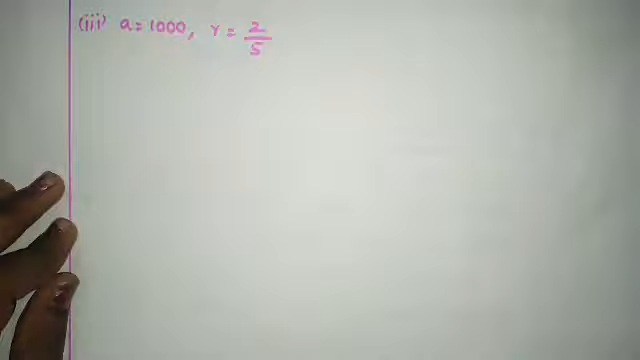 (iii) a = 1000, r = 2/5